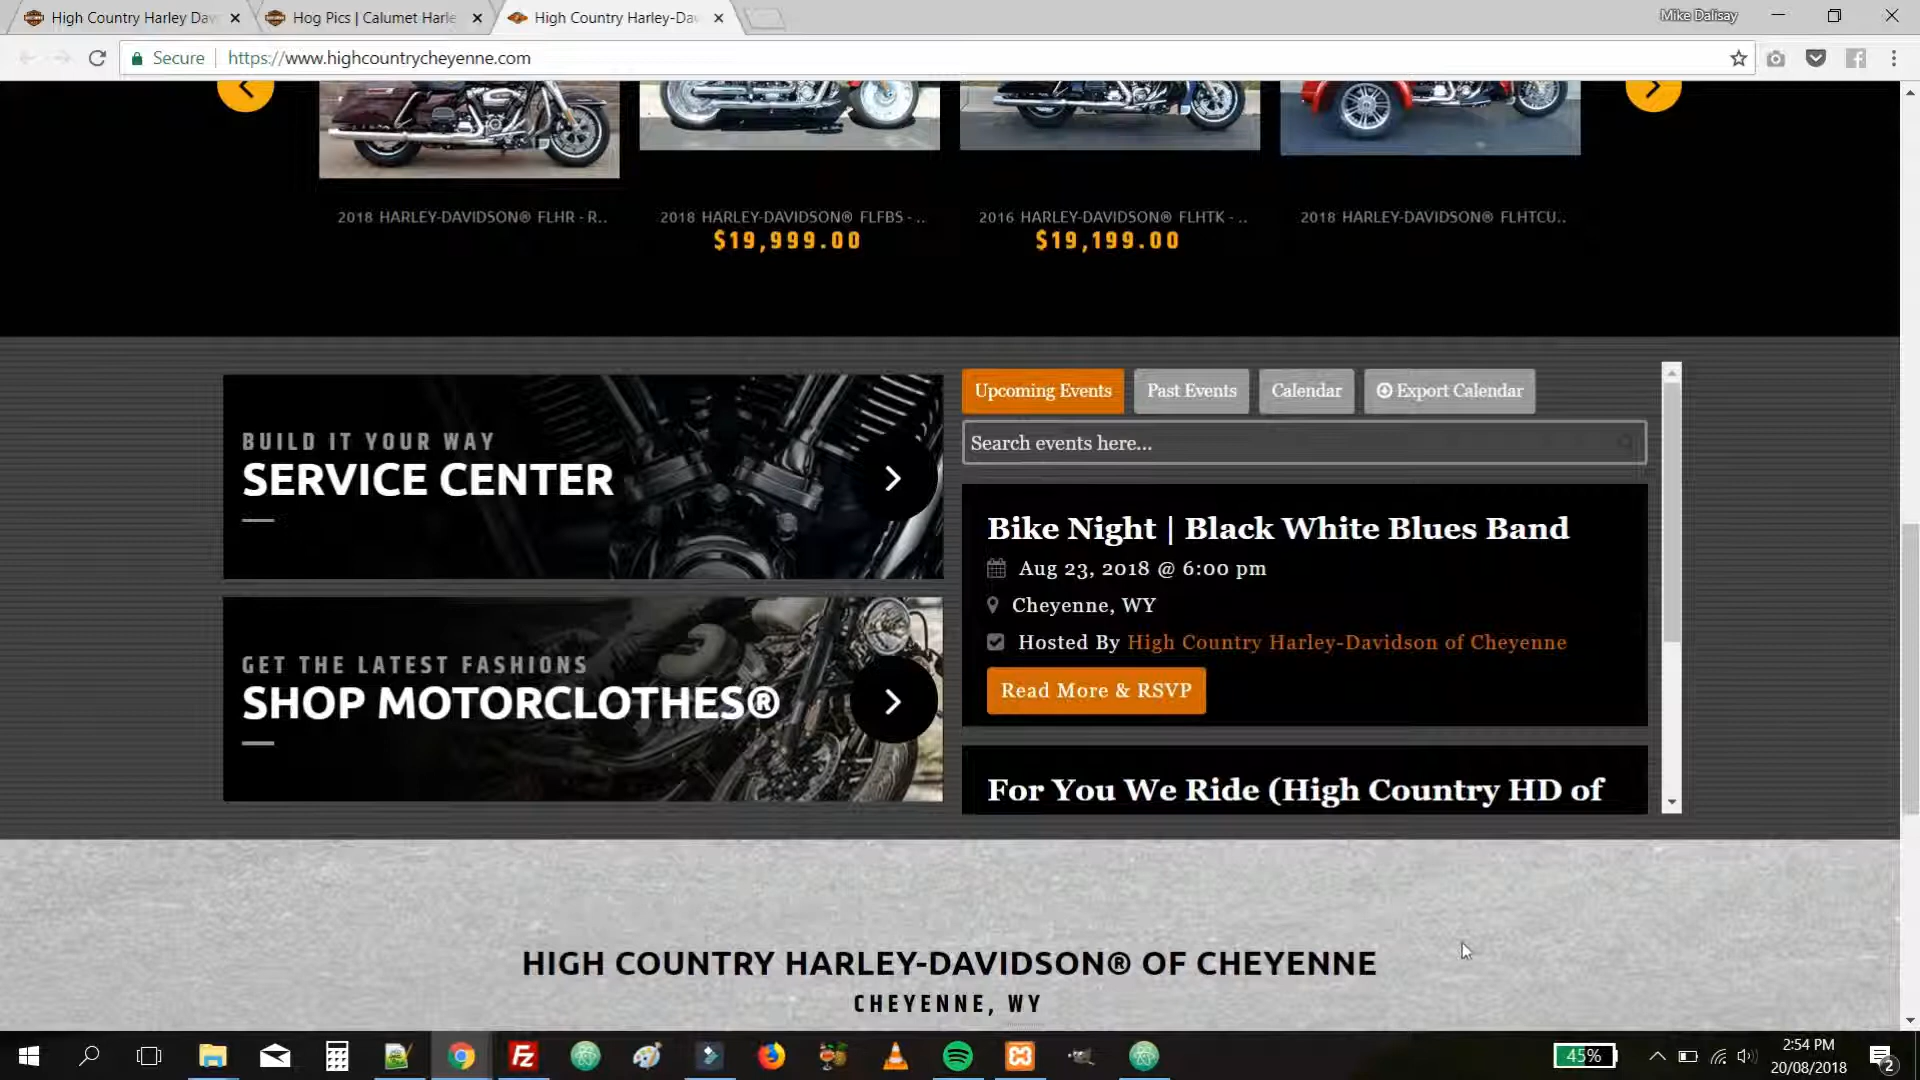 High Country Harley Dav
Hog Pics | Calumet Harle
High Country Harley-Dav
Mike Dalisay
Secure
https://www.highcountrycheyenne.com
2018 HARLEY-DAVIDSON® FLHR - R..
2018 HARLEY-DAVIDSON® FLFBS - ..
2016 HARLEY-DAVIDSON® FLHTK - ..
2018 HARLEY-DAVIDSON® FLHTCU..
$19,999.00
$19,199.00
BUILD IT YOUR WAY
SERVICE CENTER
GET THE LATEST FASHIONS
SHOP MOTORCLOTHES®
Upcoming Events
Past Events
Calendar
Export Calendar
Search events here...
Bike Night | Black White Blues Band
Aug 23, 2018 @ 6:00 pm
Cheyenne, WY
Hosted By High Country Harley-Davidson of Cheyenne
Read More & RSVP
For You We Ride (High Country HD of
HIGH COUNTRY HARLEY-DAVIDSON® OF CHEYENNE
CHEYENNE, WY
45%
2:54 PM
20/08/2018
2